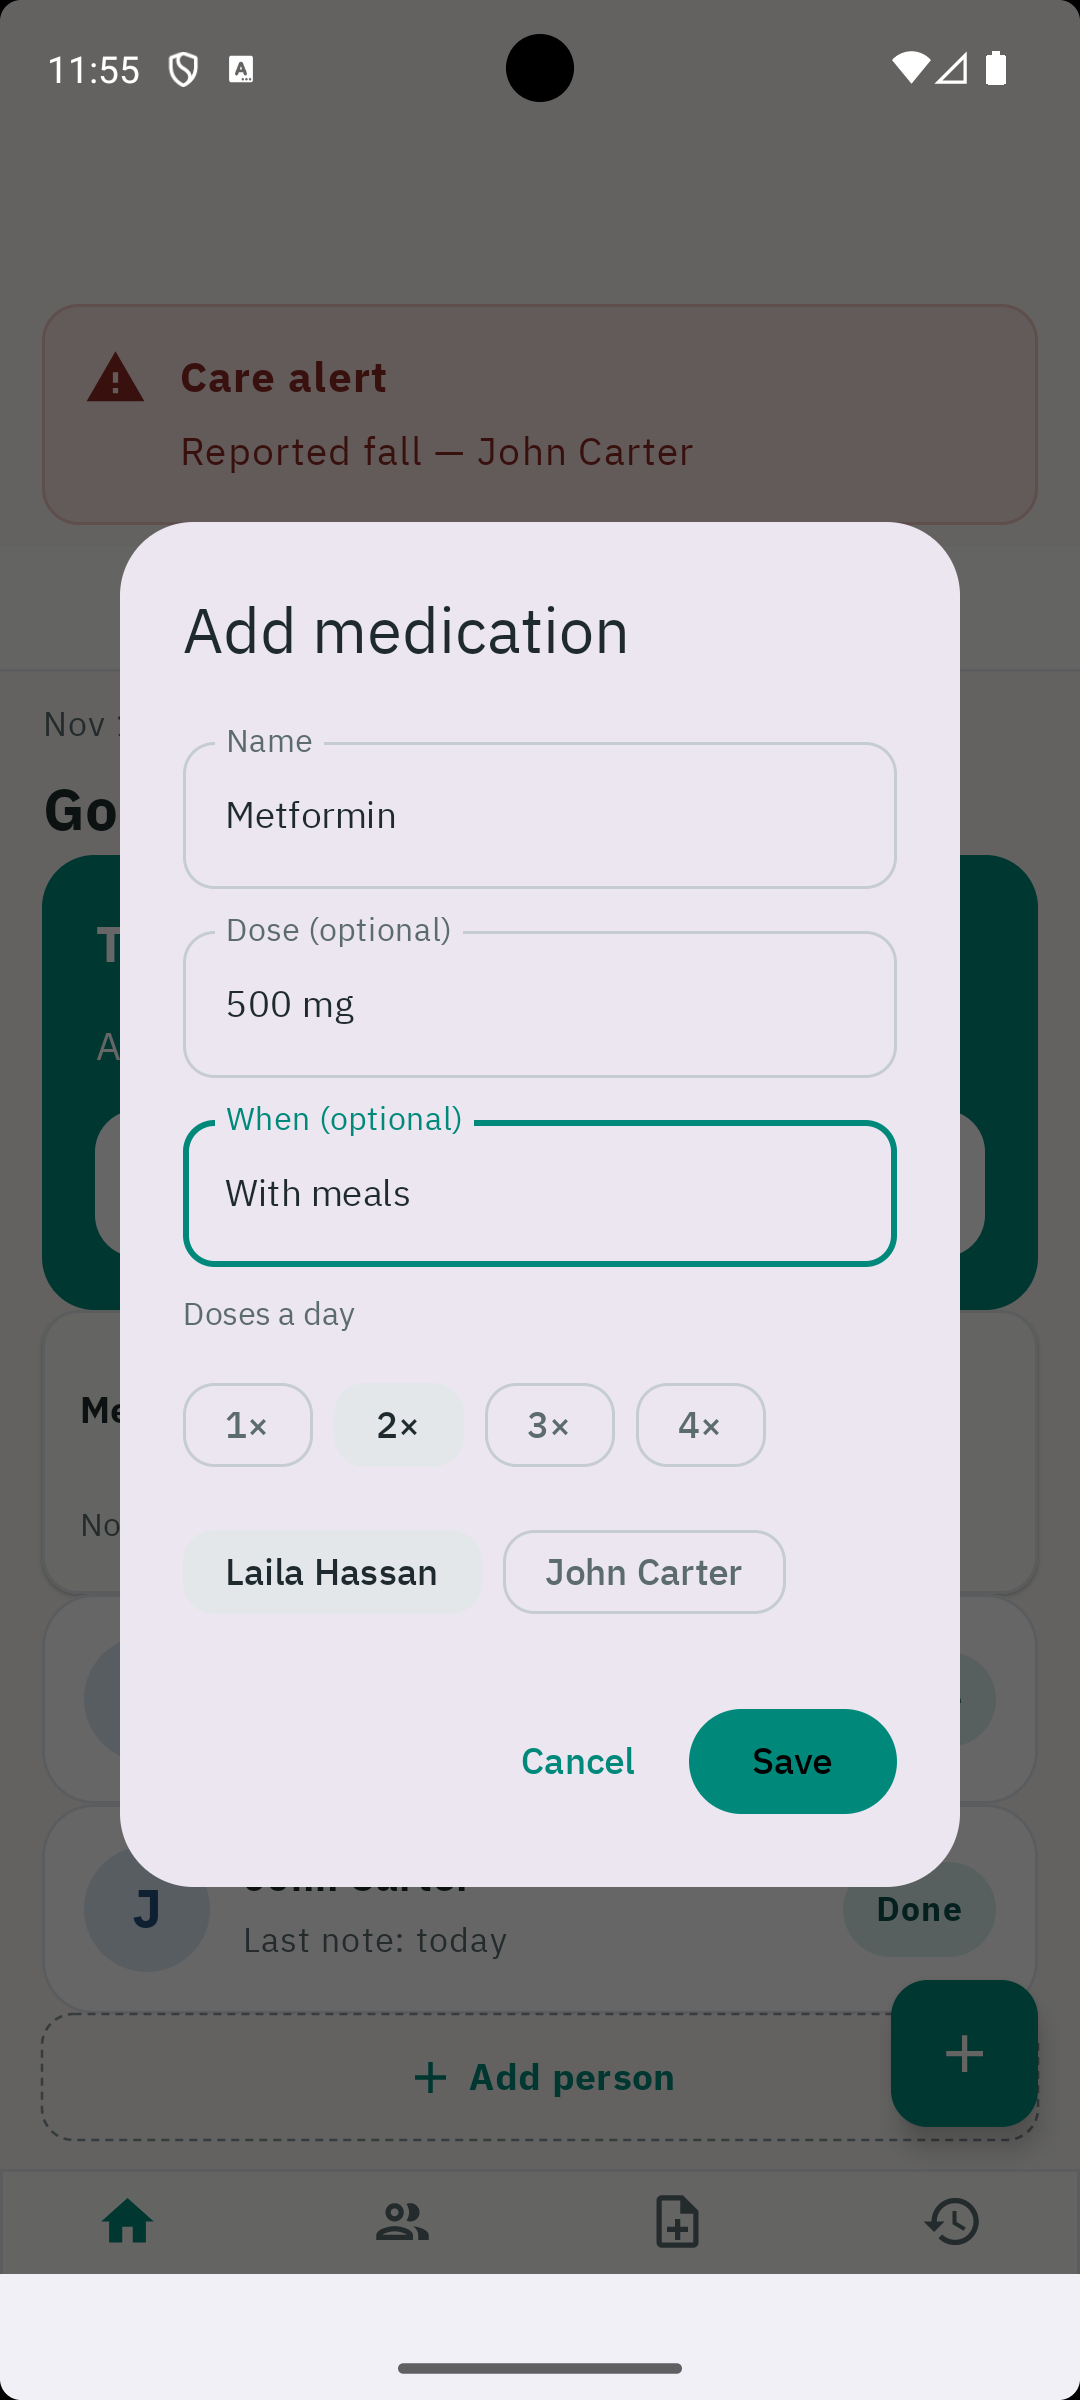 11:55
Care alert
Reported fall — John Carter
Add medication
Nov
Name
Metformin
Dose (optional)
500 mg
When (optional)
With meals
Doses a day
1× 2× 3× 4×
Laila Hassan John Carter
Cancel Save
J
Last note: today
Done
+ Add person
+